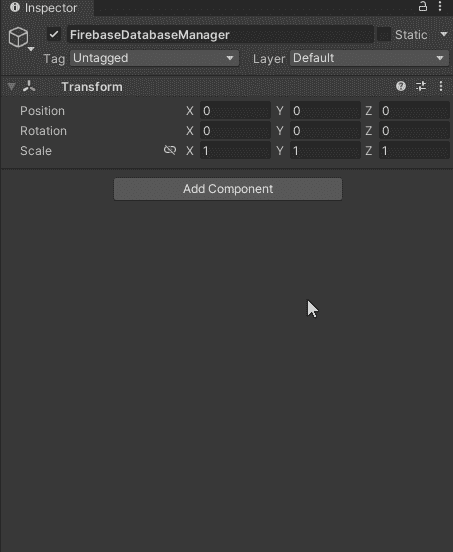 Inspector
FirebaseDatabaseManager Static
Tag Untagged Layer Default
Transform
Position X 0 Y 0 Z 0
Rotation X 0 Y 0 Z 0
Scale X 1 Y 1 Z 1
Add Component